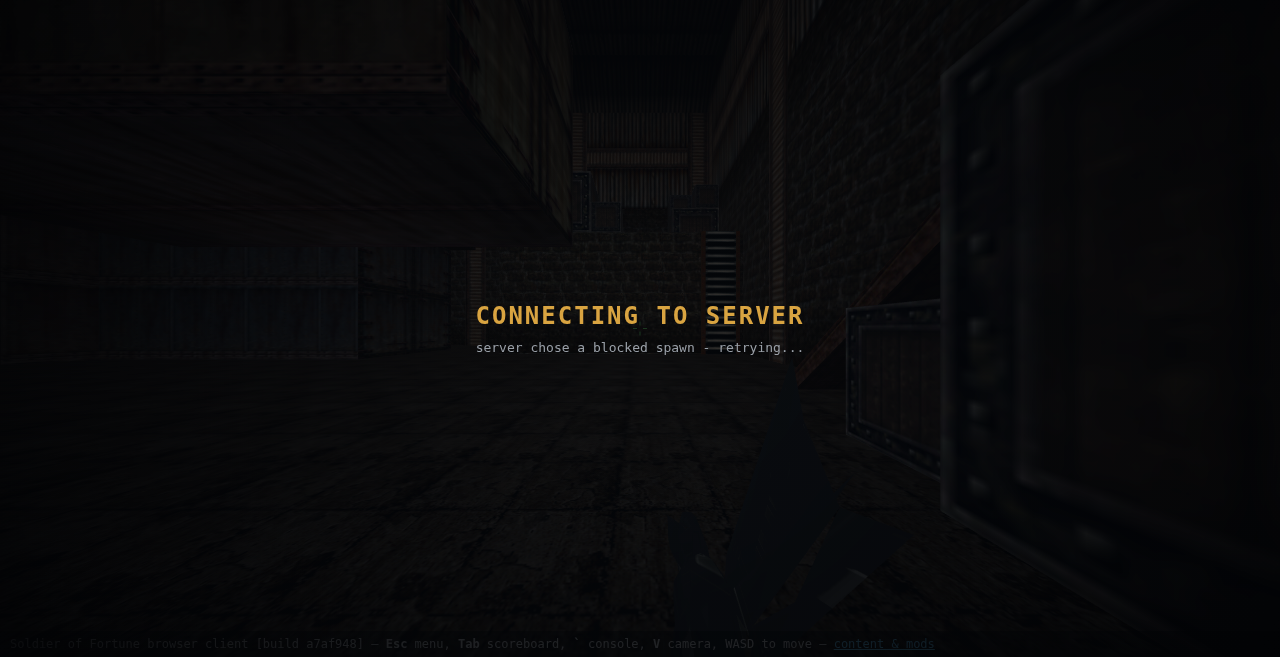 CONNECTING TO SERVER
server chose a blocked spawn - retrying...
Soldier of Fortune browser client [build a7af948] — Esc menu, Tab scoreboard, ` console, V camera, WASD to move — content & mods